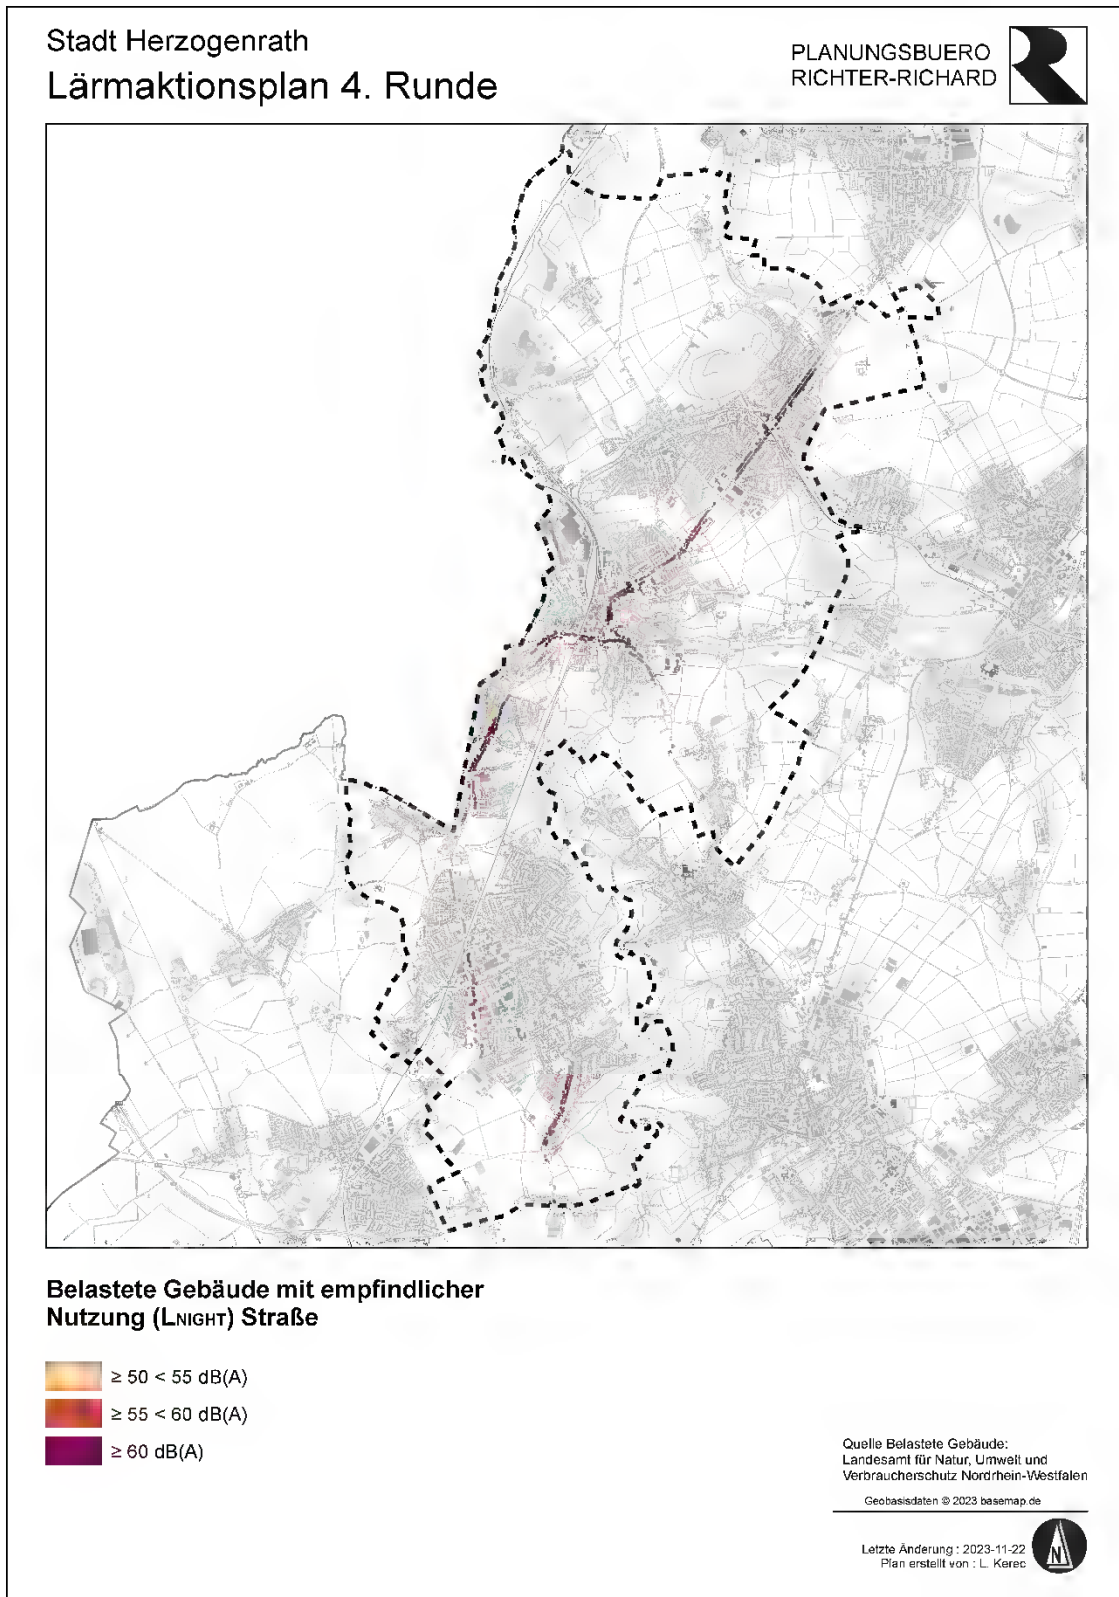 Stadt Herzogenrath
Lärmaktionsplan 4. Runde
PLANUNGSBUERO
RICHTER-RICHARD
Belastete Gebäude mit empfindlicher
Nutzung (LNIGHT) Straße
≥ 50 < 55 dB(A)
≥ 55 < 60 dB(A)
≥ 60 dB(A)
Quelle Belastete Gebäude:
Landesamt für Natur, Umwelt und
Verbraucherschutz Nordrhein-Westfalen
Geobasisdaten © 2023 basemap.de
Letzte Änderung : 2023-11-22
Plan erstellt von : L. Kerec
N